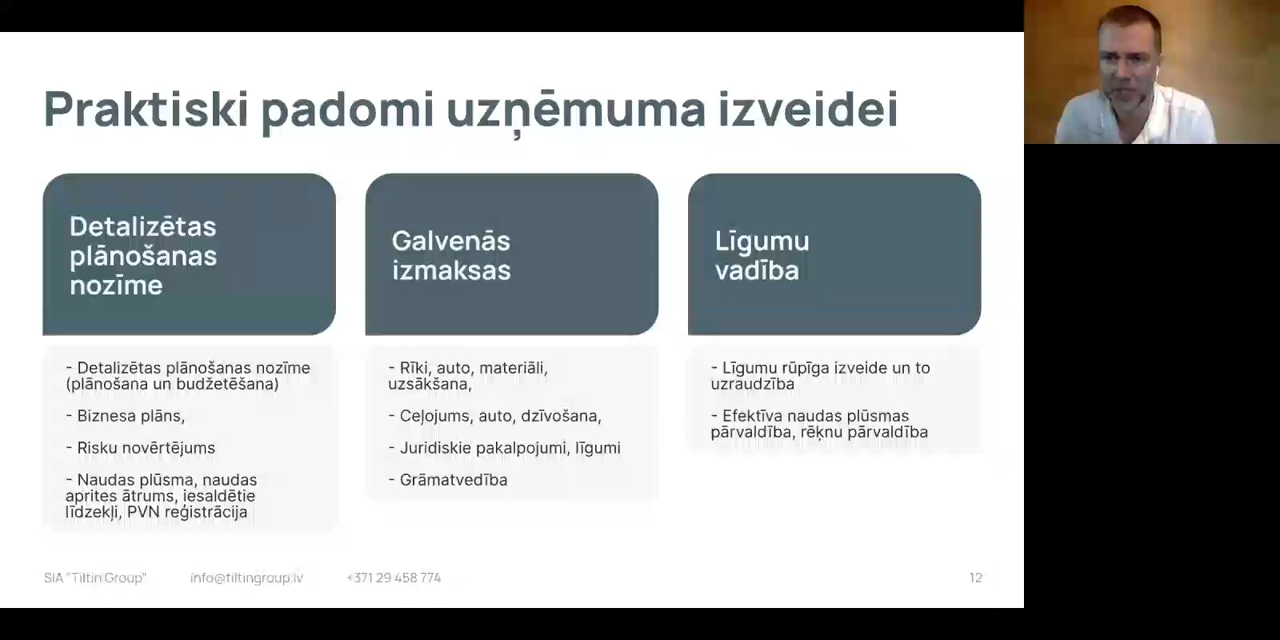 Praktiski padomi uzņēmuma izveidei
Detalizētas
plānošanas
nozīme
- Detalizētas plānošanas nozīme
(plānošana un budžetēšana)
- Biznesa plāns,
- Risku novērtējums
- Naudas plūsma, naudas
aprites ātrums, iesaldētie
līdzekļi, PVN reģistrācija
Galvenās
izmaksas
- Rīki, auto, materiāli,
uzsākšana,
- Ceļojums, auto, dzīvošana,
- Juridiskie pakalpojumi, līgumi
- Grāmatvedība
Līgumu
vadība
- Līgumu rūpīga izveide un to
uzraudzība
- Efektīva naudas plūsmas
pārvaldība, rēķnu pārvaldība
SIA "Tiltin Group" info@tiltingroup.lv +371 29 458 774 12